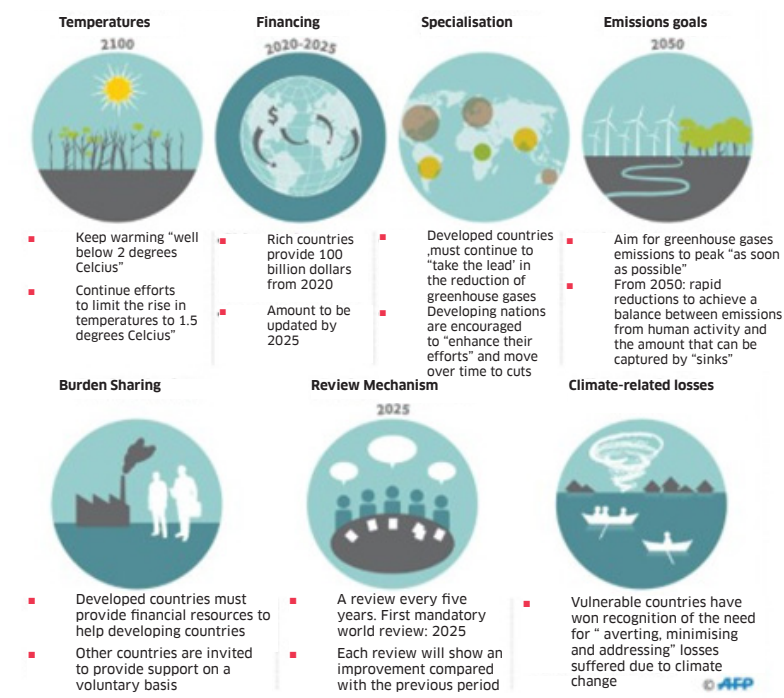 Temperatures
2100
Keep warming “well
below 2 degrees
Celcius”
Continue efforts
to limit the rise in
temperatures to 1.5
degrees Celcius”
Financing
2020-2025
$
Rich countries
provide 100
billion dollars
from 2020
Amount to be
updated by
2025
Specialisation
Developed countries
,must continue to
“take the lead’ in
the reduction of
greenhouse gases
Developing nations
are encouraged
to “enhance their
efforts” and move
over time to cuts
Emissions goals
2050
Aim for greenhouse gases
emissions to peak “as soon
as possible”
From 2050: rapid
reductions to achieve a
balance between emissions
from human activity and
the amount that can be
captured by “sinks”
Burden Sharing
Developed countries must
provide financial resources to
help developing countries
Other countries are invited
to provide support on a
voluntary basis
Review Mechanism
2025
A review every five
years. First mandatory
world review: 2025
Each review will show an
improvement compared
with the previous period
Climate-related losses
Vulnerable countries have
won recognition of the need
for “ averting, minimising
and addressing” losses
suffered due to climate
change
© AFP